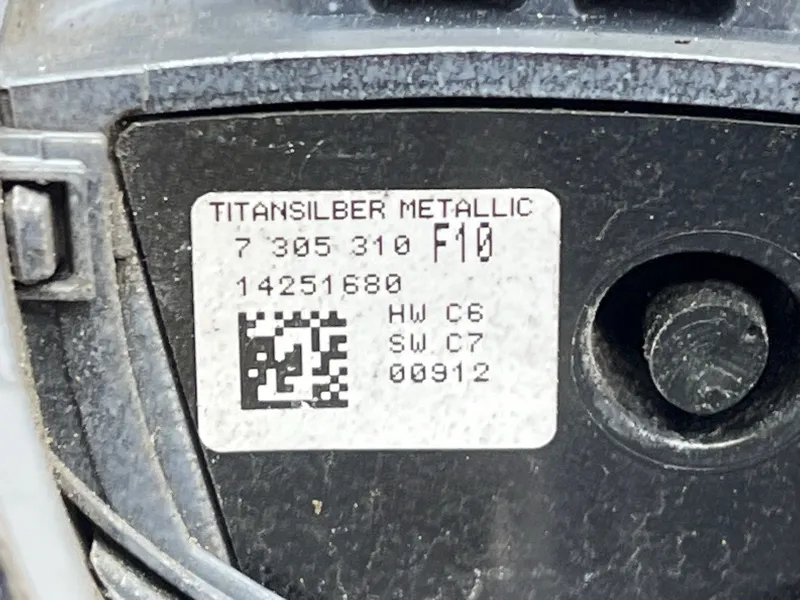 TITANSILBER METALLIC
7 305 310 F10
14251680
HW C6
SW C7
00912